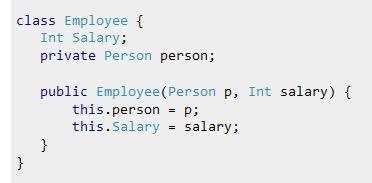 class Employee {
Int Salary;
private Person person;
public Employee(Person p, Int salary) {
this.person = p;
this.Salary = salary;
}
}